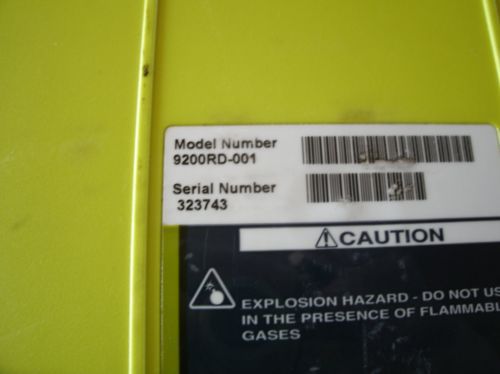 Model Number
9200RD-001
Serial Number
323743
CAUTION
EXPLOSION HAZARD - DO NOT US
IN THE PRESENCE OF FLAMMABL
GASES